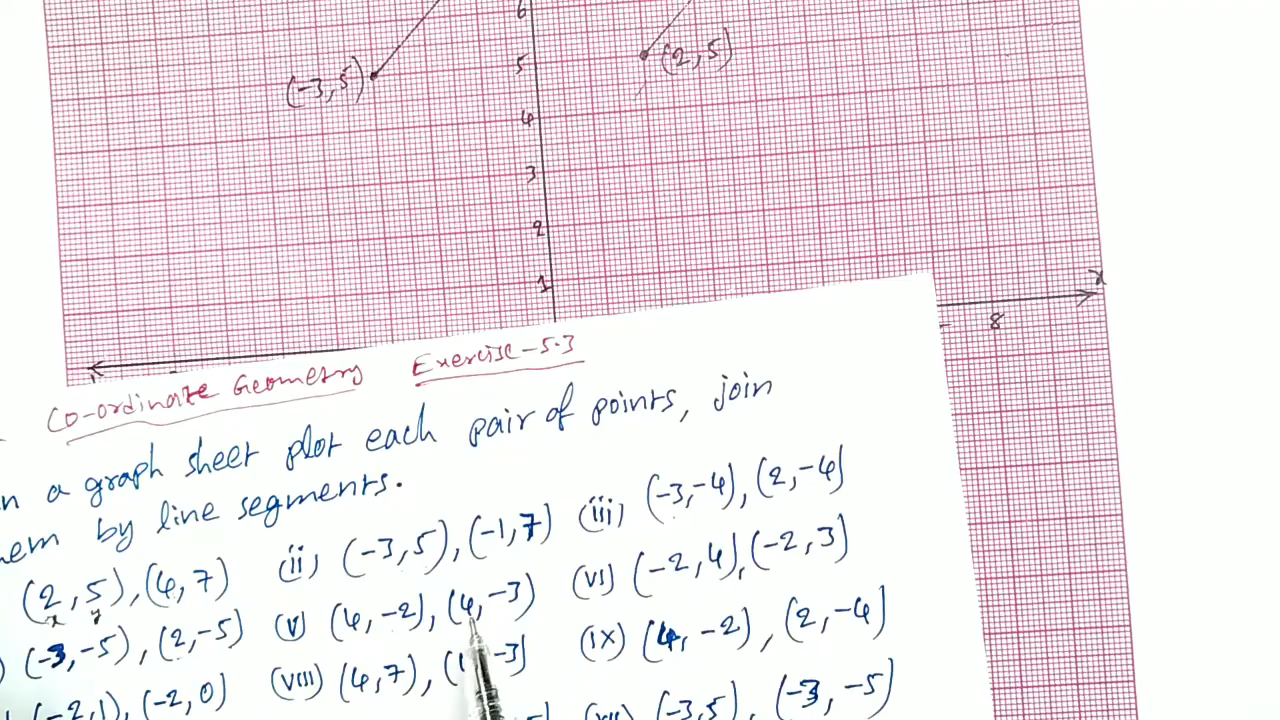 6
5
(-3,5)
(2,5)
4
3
2
1
x
8
Co-ordinate Geometry Exercise-5.3
n a graph sheet plot each pair of points, join
hem by line segments.
(2,5),(4,7) (ii) (-3,5),(-1,7) (iii) (-3,-4),(2,-4)
x y
) (-3,-5),(2,-5) (v) (4,-2),(4,-3) (vi) (-2,4),(-2,3)
(-2,1),(-2,0) (viii) (4,7),( -3) (ix) (4,-2),(2,-4)
(-3,5), (-3,-5)